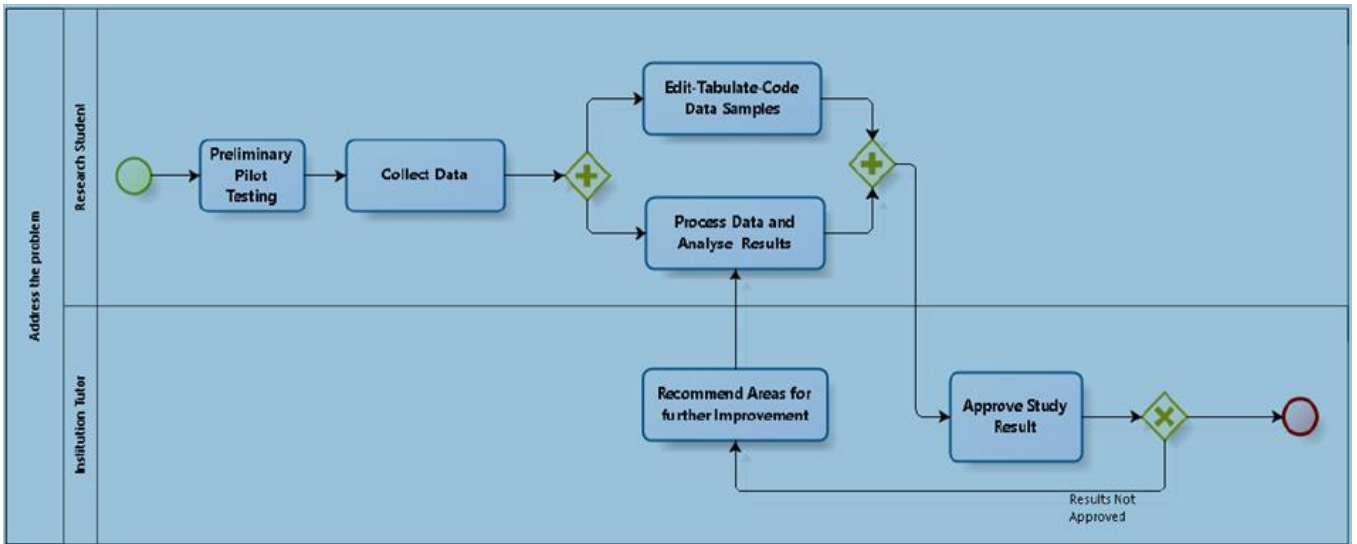 Address the problem
Research Student
Preliminary
Pilot
Testing
Collect Data
Edit-Tabulate-Code
Data Samples
Process Data and
Analyse Results
Institution Tutor
Recommend Areas for
further Improvement
Approve Study
Result
Results Not
Approved